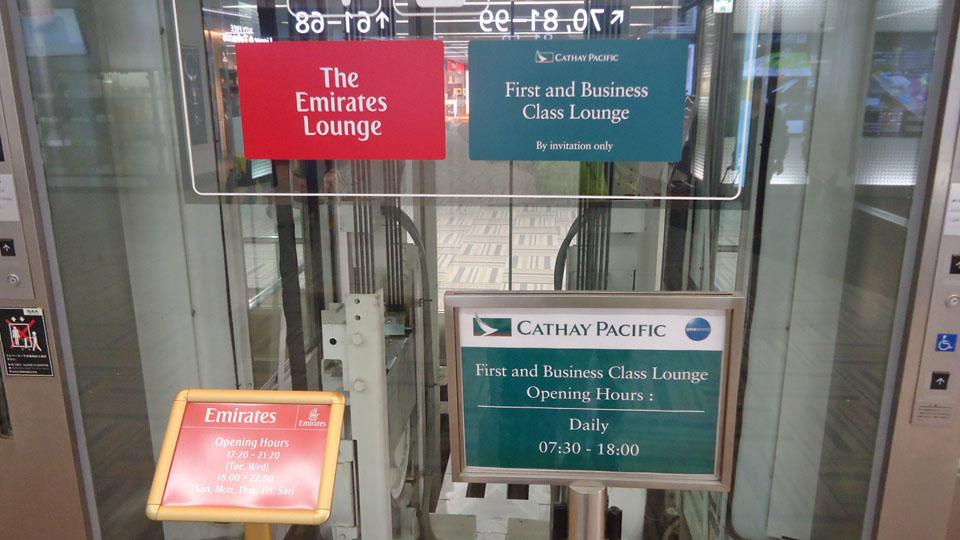 ↑61-68
70,81-99↖
The
Emirates
Lounge
CATHAY PACIFIC
First and Business
Class Lounge
By invitation only
CATHAY PACIFIC
First and Business Class Lounge
Opening Hours :
Daily
07:30 - 18:00
Emirates
Emirates
Opening Hours
17:20 - 21:20
(Tue, Wed)
18:00 - 22:00
(Sun, Mon, Thu, Fri, Sat)